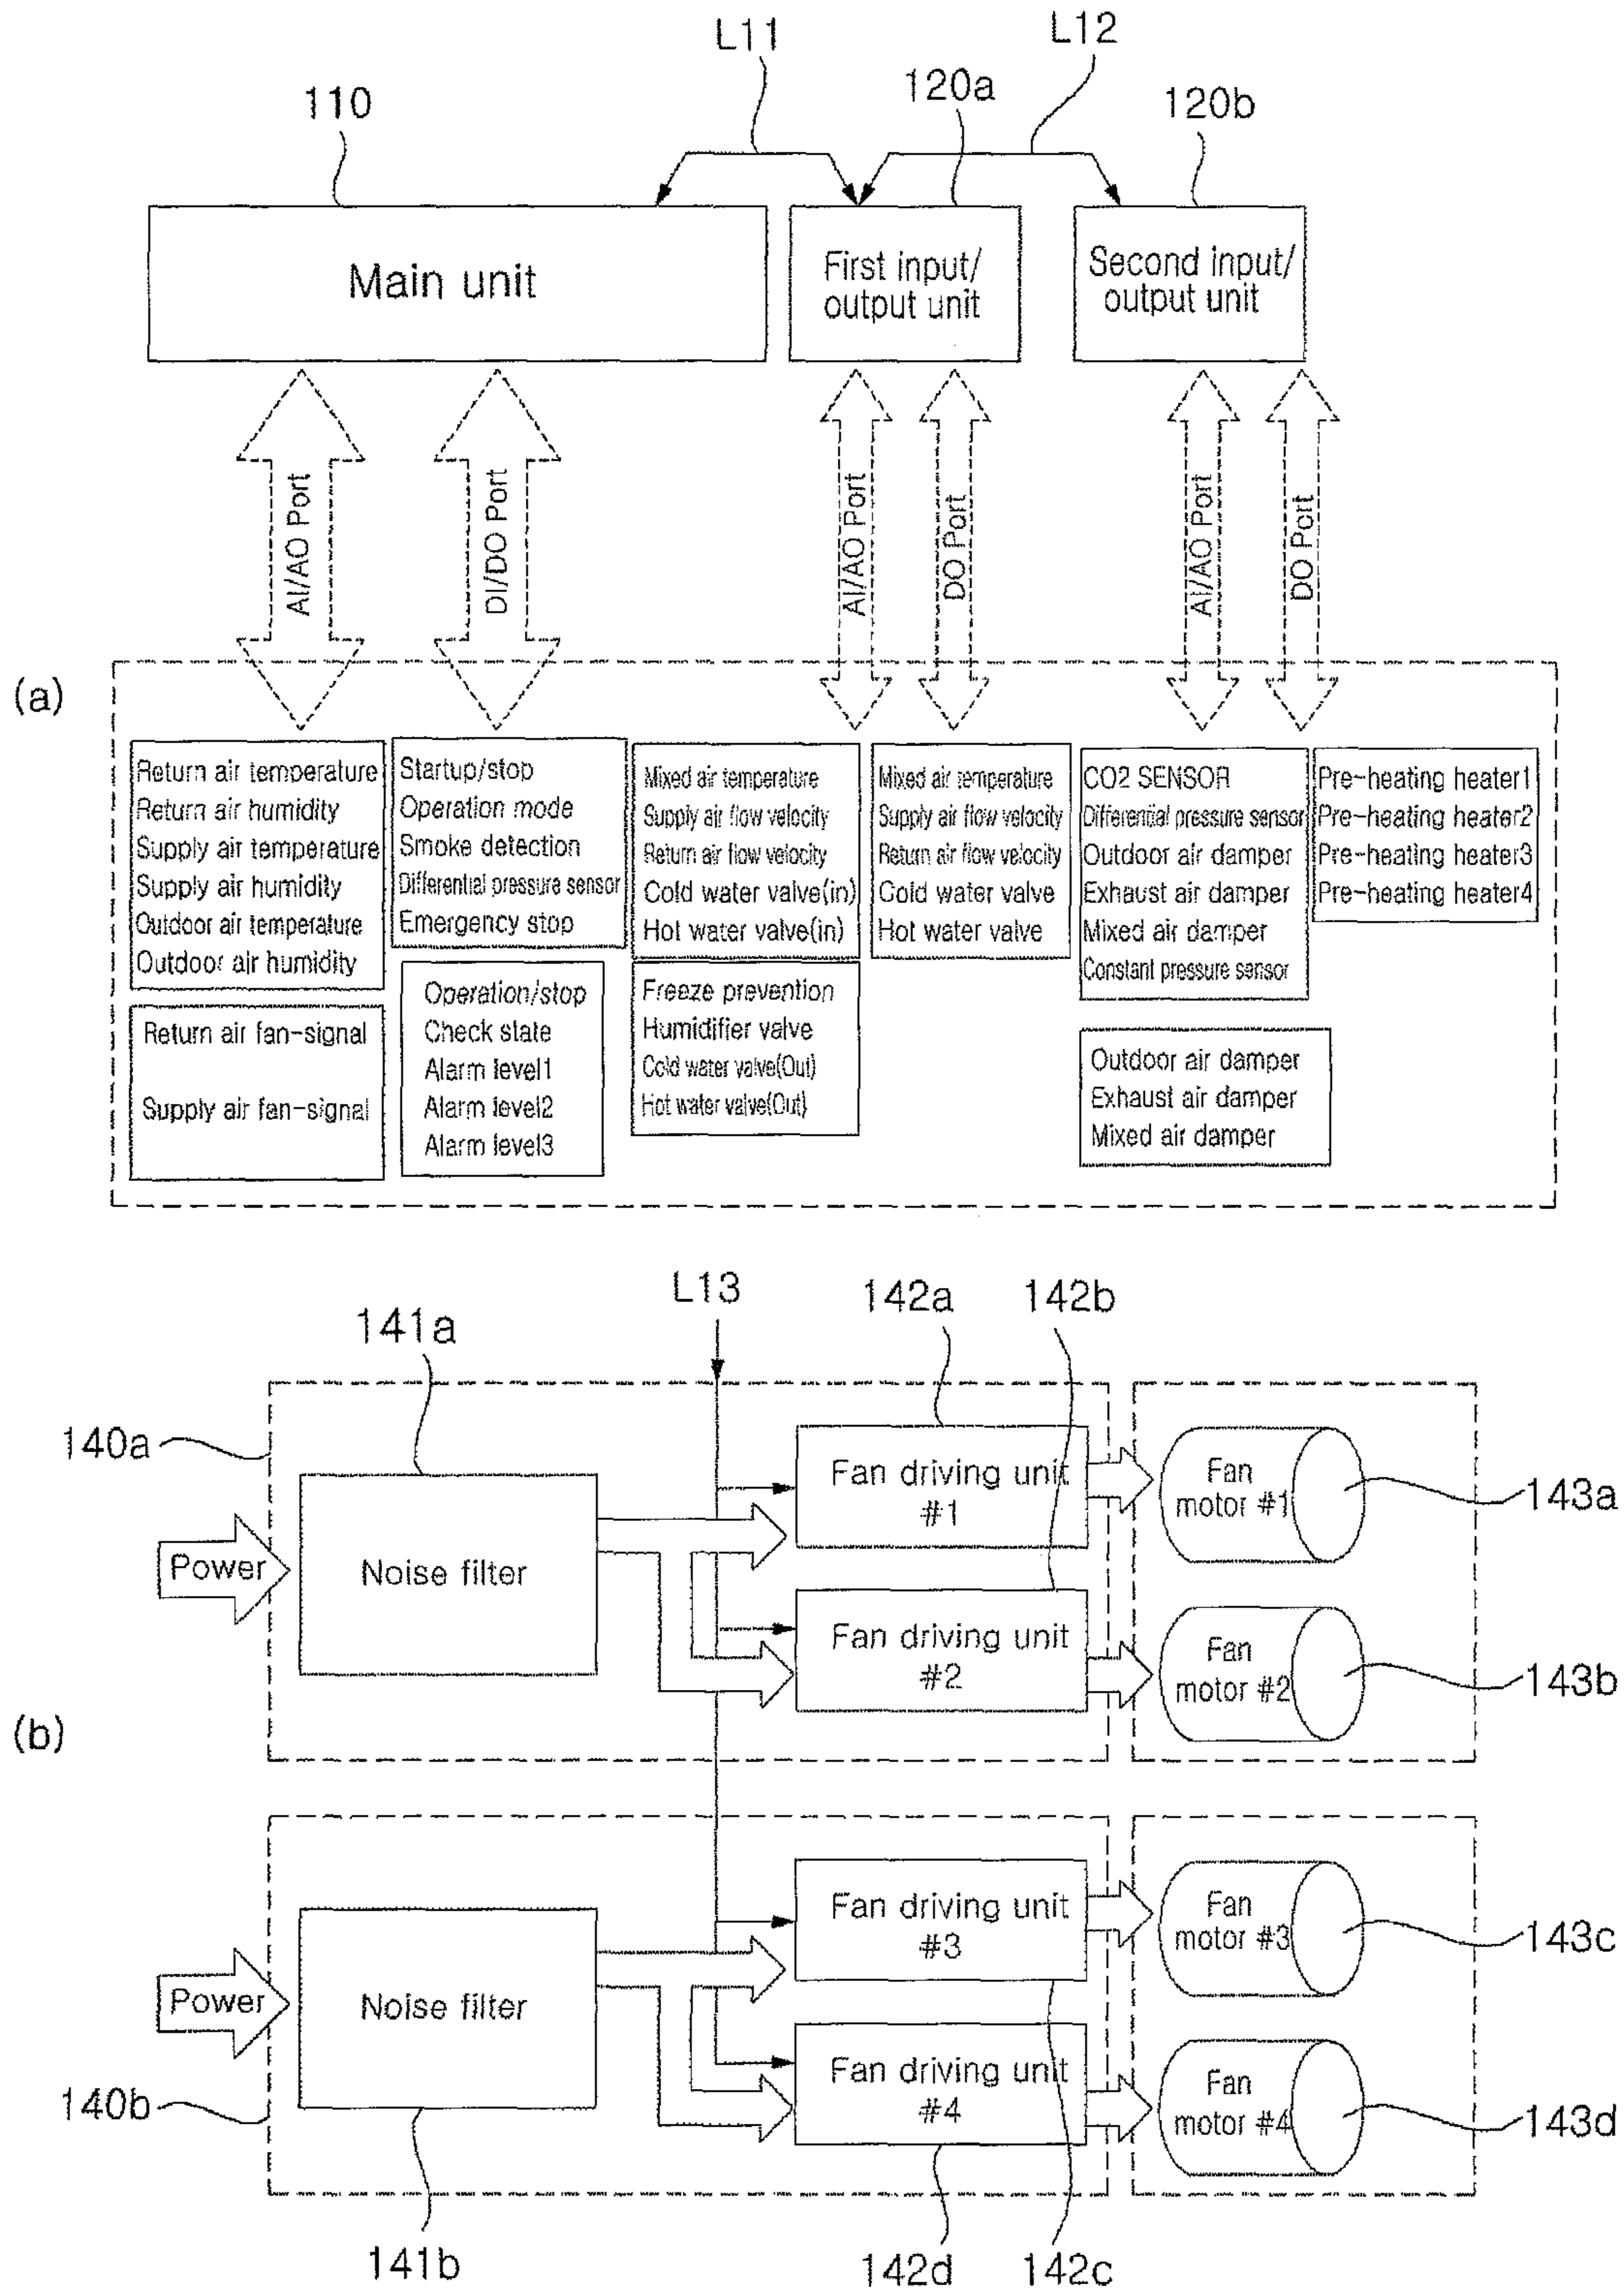 L11
L12
110
120a
120b
Main unit
First input/
output unit
Second input/
output unit
AI/AO Port
DI/DO Port
AI/AO Port
DO Port
AI/AO Port
DO Port
(a)
Return air temperature
Return air humidity
Supply air temperature
Supply air humidity
Outdoor air temperature
Outdoor air humidity
Return air fan-signal
Supply air fan-signal
Startup/stop
Operation mode
Smoke detection
Differential pressure sensor
Emergency stop
Operation/stop
Check state
Alarm level1
Alarm level2
Alarm level3
Mixed air temperature
Supply air flow velocity
Return air flow velocity
Cold water valve(in)
Hot water valve(in)
Freeze prevention
Humidifier valve
Cold water valve(Out)
Hot water valve(Out)
Mixed air temperature
Supply air flow velocity
Return air flow velocity
Cold water valve
Hot water valve
CO2 SENSOR
Differential pressure sensor
Outdoor air damper
Exhaust air damper
Mixed air damper
Constant pressure sensor
Outdoor air damper
Exhaust air damper
Mixed air damper
Pre-heating heater1
Pre-heating heater2
Pre-heating heater3
Pre-heating heater4
(b)
L13
142a
142b
141a
140a
Power
Noise filter
Fan driving unit
#1
Fan driving unit
#2
Fan
motor #1
143a
Fan
motor #2
143b
Power
Noise filter
140b
141b
Fan driving unit
#3
Fan driving unit
#4
142d
142c
Fan
motor #3
143c
Fan
motor #4
143d